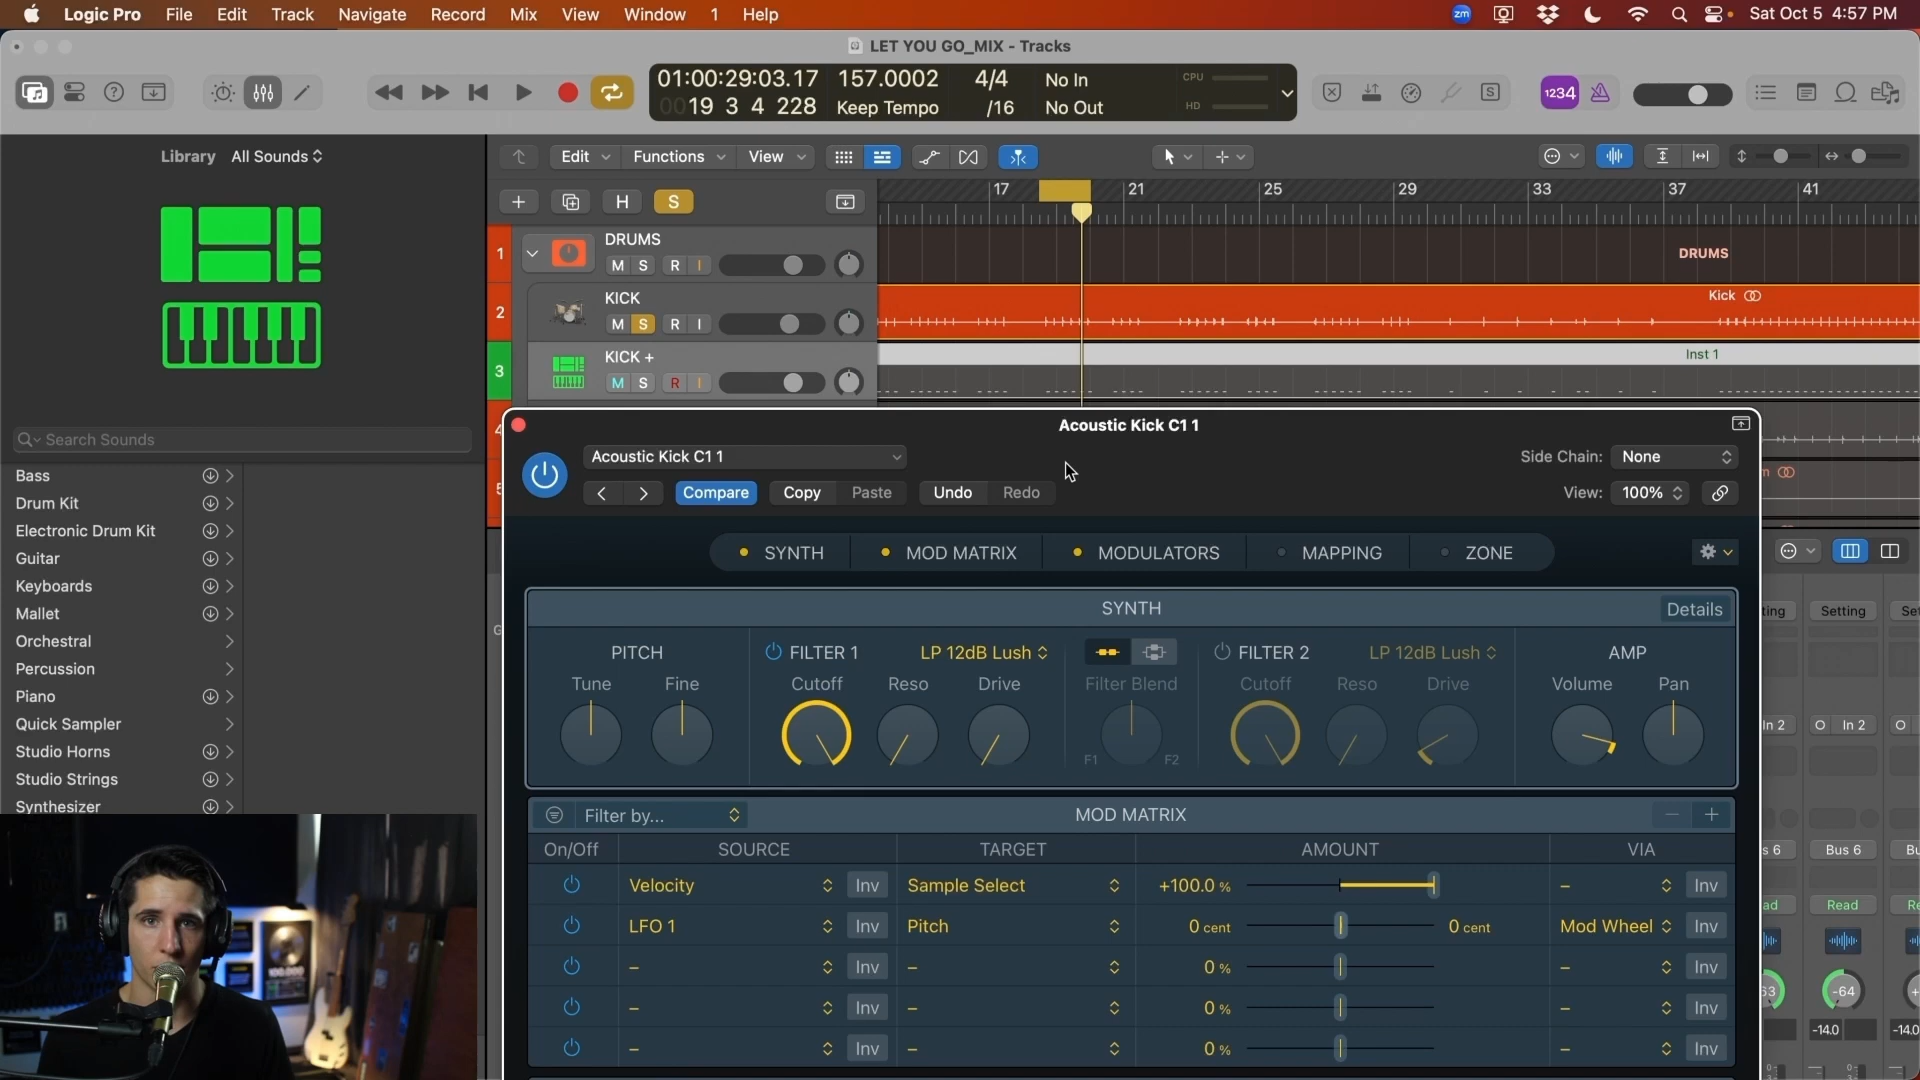 Logic Pro File Edit Track Navigate Record Mix View Window 1 Help zm Sat Oct 5 4:57 PM
LET YOU GO_MIX - Tracks
01:00:29:03.17 157.0002 4/4 No In CPU
0019 3 4 228 Keep Tempo /16 No Out HD
S 1234
Library All Sounds
Edit Functions View
H S
17 21 25 29 33 37 41
1 DRUMS
M S R I
DRUMS
2 KICK
M S R I
Kick
3 KICK +
M S R I
Inst 1
4
5
Search Sounds
Bass
Drum Kit
Electronic Drum Kit
Guitar
Keyboards
Mallet
Orchestral
Percussion
Piano
Quick Sampler
Studio Horns
Studio Strings
Synthesizer
Acoustic Kick C1 1
Acoustic Kick C1 1 Side Chain: None
Compare Copy Paste Undo Redo View: 100%
SYNTH MOD MATRIX MODULATORS MAPPING ZONE
SYNTH Details
PITCH FILTER 1 LP 12dB Lush FILTER 2 LP 12dB Lush AMP
Tune Fine Cutoff Reso Drive Filter Blend Cutoff Reso Drive Volume Pan
F1 F2
Filter by... MOD MATRIX
On/Off SOURCE TARGET AMOUNT VIA
Velocity Inv Sample Select +100.0 % – Inv
LFO 1 Inv Pitch 0 cent 0 cent Mod Wheel Inv
– Inv – 0 % – Inv
– Inv – 0 % – Inv
– Inv – 0 % – Inv
Setting
In 2 In 2
Bus 6
Read
-64
-14.0 -14.0